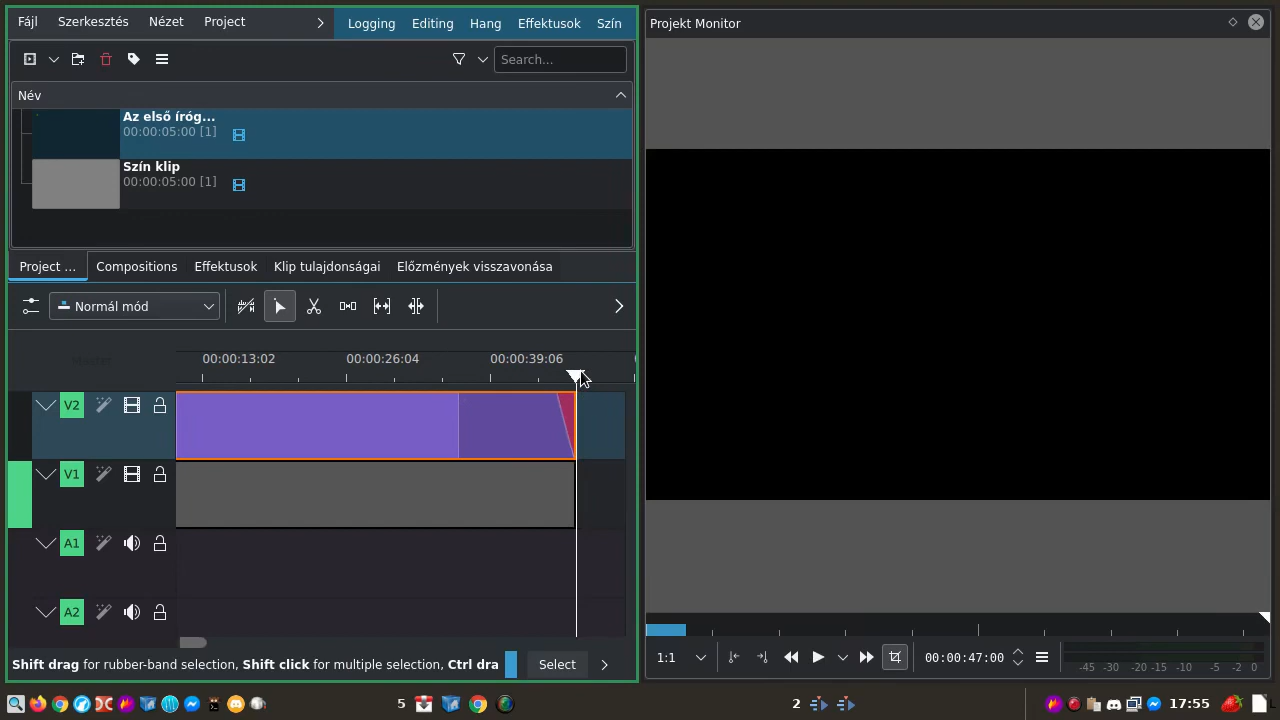 Fájl Szerkesztés Nézet Project Logging Editing Hang Effektusok Szín
Projekt Monitor
Search...
Név
Az első íróg...
00:00:05:00 [1]
Szín klip
00:00:05:00 [1]
Project ... Compositions Effektusok Klip tulajdonságai Előzmények visszavonása
Normál mód
00:00:13:02 00:00:26:04 00:00:39:06
V2
V1
A1
A2
Shift drag for rubber-band selection, Shift click for multiple selection, Ctrl dra Select
1:1 00:00:47:00 -45 -30 -20 -15 -10 -5 -2 0
5 2 17:55